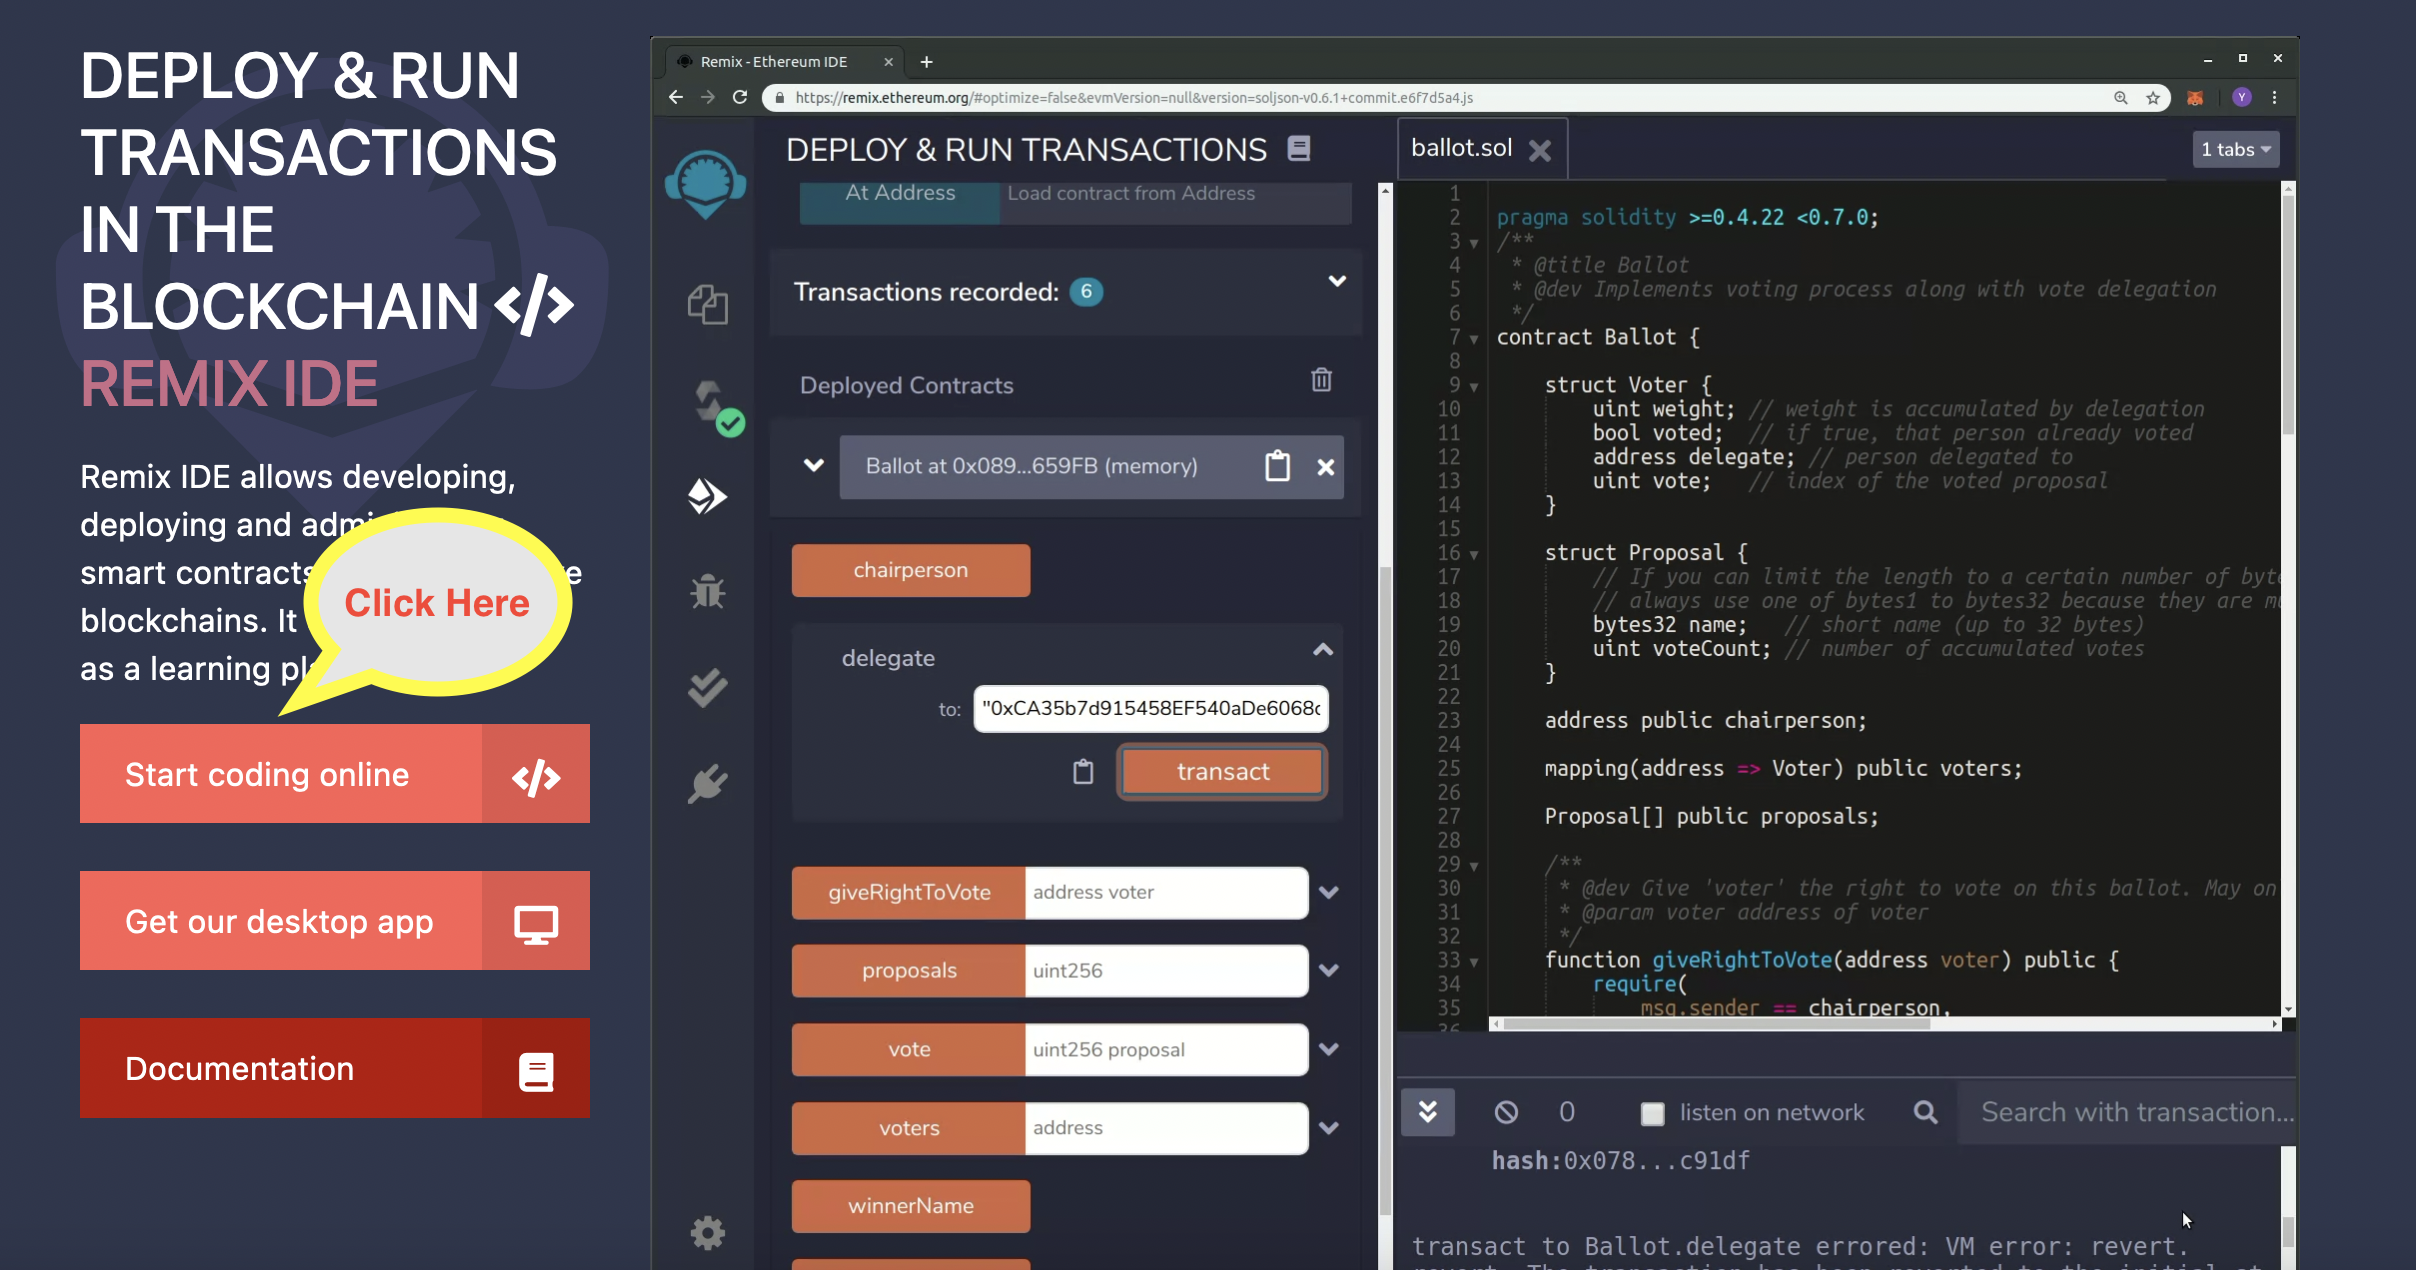 DEPLOY & RUN
TRANSACTIONS
IN THE
BLOCKCHAIN </>
REMIX IDE
Remix IDE allows developing,
deploying and
smart contracts
blockchains. It
as a learning
Click Here
Start coding online </>
Get our desktop app
Documentation
Remix - Ethereum IDE
https://remix.ethereum.org/#optimize=false&evmVersion=null&version=soljson-v0.6.1+commit.e6f7d5a4.js
Y
DEPLOY & RUN TRANSACTIONS
At Address Load contract from Address
Transactions recorded: 6
Deployed Contracts
Ballot at 0x089...659FB (memory)
chairperson
delegate
to: "0xCA35b7d915458EF540aDe6068
transact
giveRightToVote address voter
proposals uint256
vote uint256 proposal
voters address
winnerName
ballot.sol
1 tabs
1
2 pragma solidity >=0.4.22 <0.7.0;
3 /**
4 * @title Ballot
5 * @dev Implements voting process along with vote delegation
6 */
7 contract Ballot {
8
9 struct Voter {
10 uint weight; // weight is accumulated by delegation
11 bool voted; // if true, that person already voted
12 address delegate; // person delegated to
13 uint vote; // index of the voted proposal
14 }
15
16 struct Proposal {
17 // If you can limit the length to a certain number of byte
18 // always use one of bytes1 to bytes32 because they are
19 bytes32 name; // short name (up to 32 bytes)
20 uint voteCount; // number of accumulated votes
21 }
22
23 address public chairperson;
24
25 mapping(address => Voter) public voters;
26
27 Proposal[] public proposals;
28
29 /**
30 * @dev Give 'voter' the right to vote on this ballot. May on
31 * @param voter address of voter
32 */
33 function giveRightToVote(address voter) public {
34 require(
35 msg.sender == chairperson,
36
0 listen on network Search with transaction...
hash:0x078...c91df
transact to Ballot.delegate errored: VM error: revert.
revert The transaction has been reverted to the initial